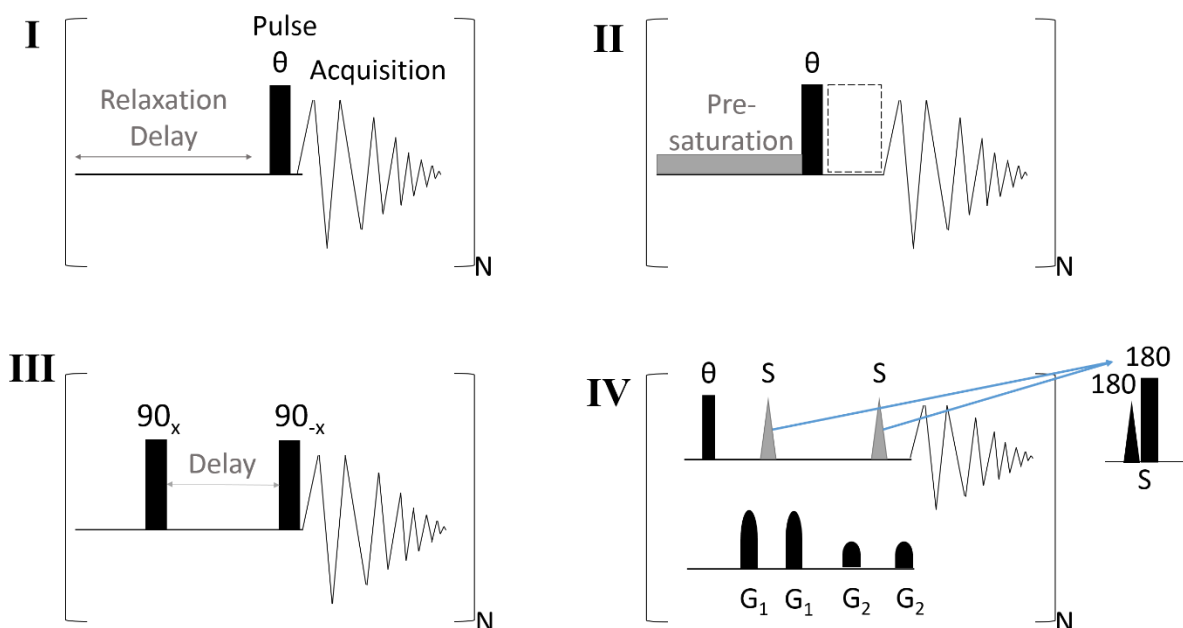 I
Pulse
θ
Acquisition
Relaxation
Delay
N
II
θ
Pre-
saturation
N
III
90x
90-x
Delay
N
IV
θ
S
S
180
180
S
G1
G1
G2
G2
N